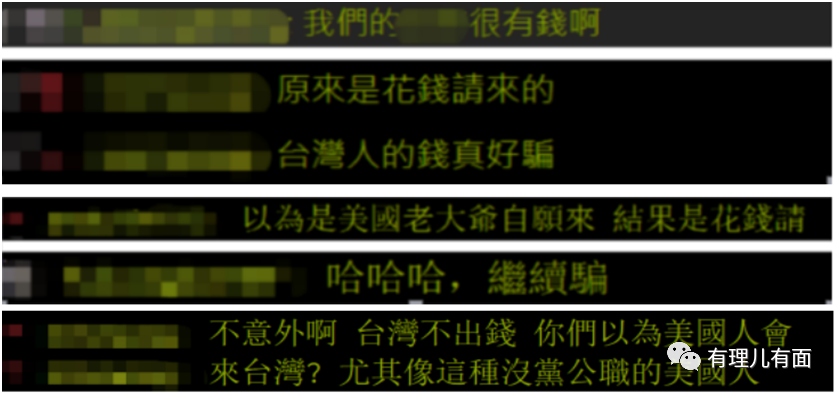 我們的 很有錢啊
原來是花錢請來的
台灣人的錢真好騙
以為是美國老大爺自願來 結果是花錢請
哈哈哈，繼續騙
不意外啊 台灣不出錢 你們以為美國人會
來台灣? 尤其像這種沒黨公職的美國人
有理儿有面